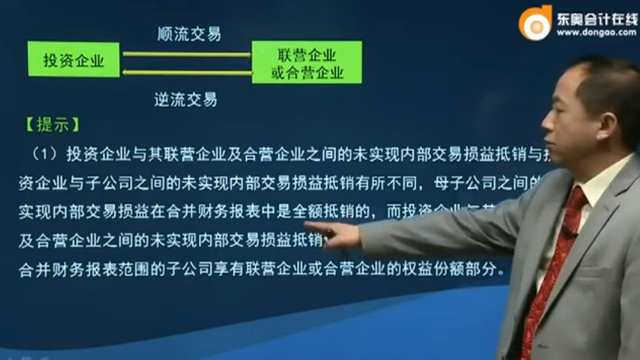 东奥会计在线
www.dongao.com
顺流交易
投资企业
联营企业
或合营企业
逆流交易
【提示】
（1）投资企业与其联营企业及合营企业之间的未实现内部交易损益抵销与
资企业与子公司之间的未实现内部交易损益抵销有所不同，母子公司之间的
实现内部交易损益在合并财务报表中是全额抵销的，而投资企业与其
及合营企业之间的未实现内部交易损益抵销
合并财务报表范围的子公司享有联营企业或合营企业的权益份额部分。